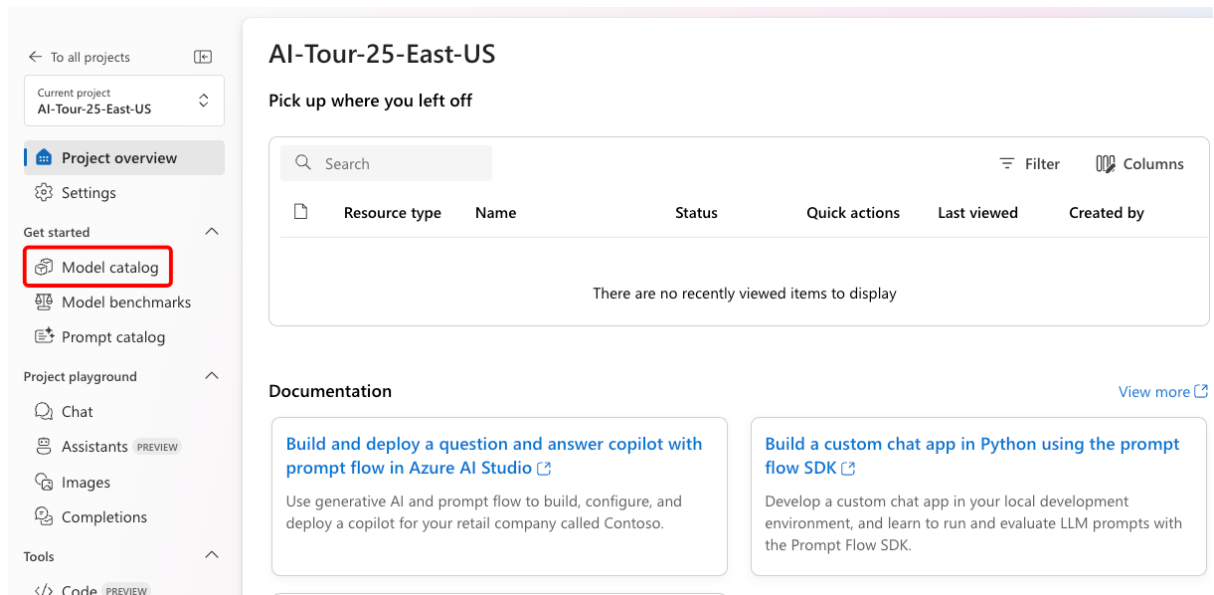 To all projects
Current project
AI-Tour-25-East-US
Project overview
Settings
Get started
Model catalog
Model benchmarks
Prompt catalog
Project playground
Chat
Assistants PREVIEW
Images
Completions
Tools
Code PREVIEW
AI-Tour-25-East-US
Pick up where you left off
Search
Filter
Columns
Resource type Name Status Quick actions Last viewed Created by
There are no recently viewed items to display
Documentation
View more
Build and deploy a question and answer copilot with
prompt flow in Azure AI Studio
Use generative AI and prompt flow to build, configure, and
deploy a copilot for your retail company called Contoso.
Build a custom chat app in Python using the prompt
flow SDK
Develop a custom chat app in your local development
environment, and learn to run and evaluate LLM prompts with
the Prompt Flow SDK.